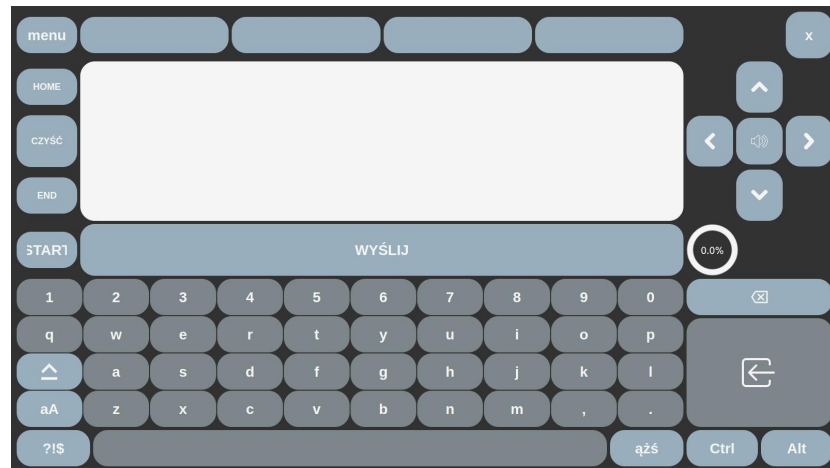 menu x
HOME
CZYŚĆ
END
START WYŚLIJ 0.0%
1 2 3 4 5 6 7 8 9 0
q w e r t y u i o p
a s d f g h j k l
aA z x c v b n m , .
?!$ ążś Ctrl Alt